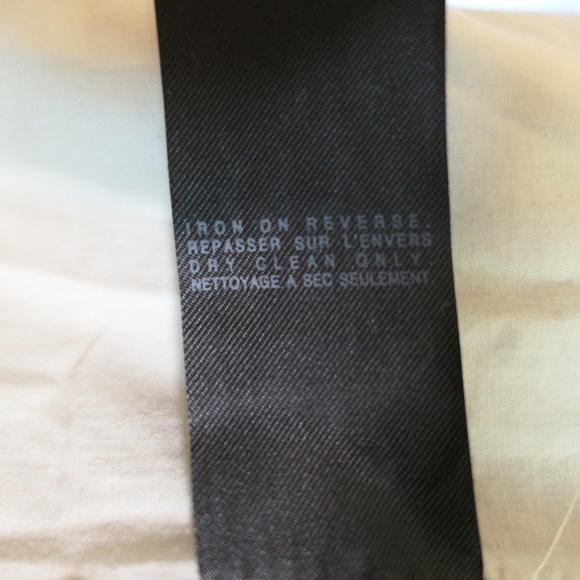 IRON ON REVERSE.
REPASSER SUR L'ENVERS
DRY CLEAN ONLY
NETTOYAGE A SEC SEULEMENT